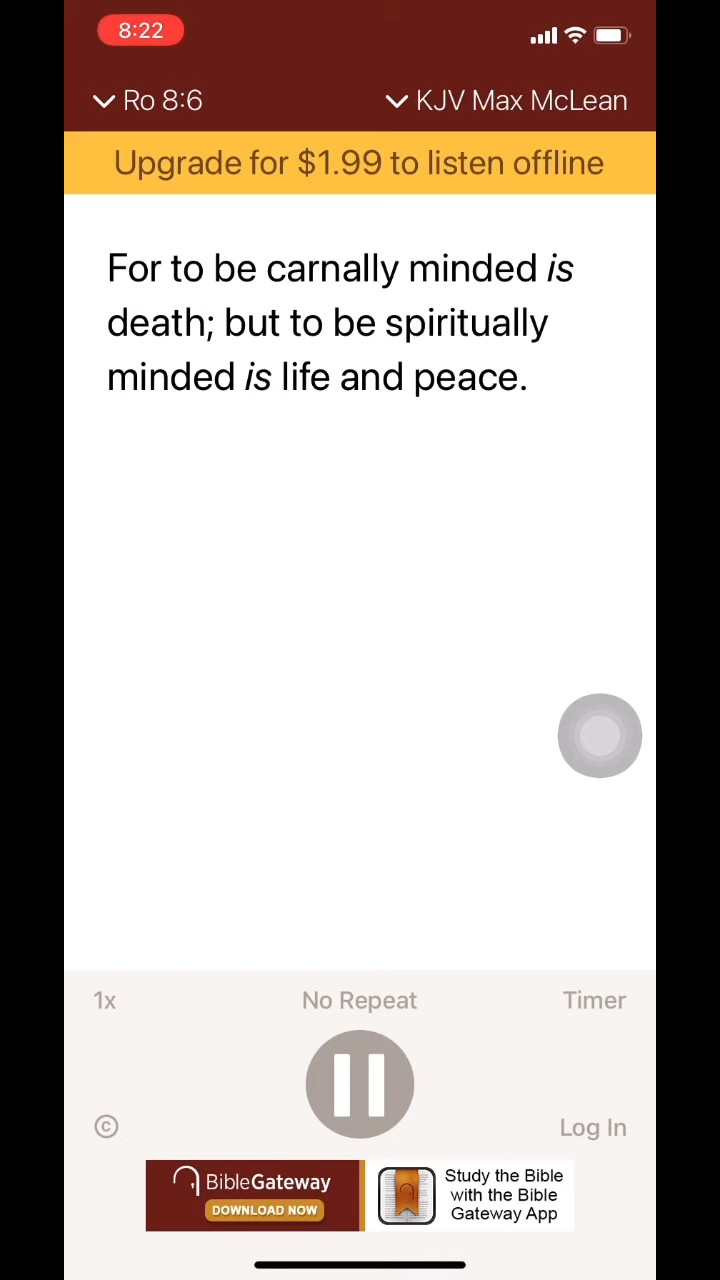 8:22
Ro 8:6 KJV Max McLean
Upgrade for $1.99 to listen offline
For to be carnally minded is
death; but to be spiritually
minded is life and peace.
1x No Repeat Timer
© Log In
BibleGateway
DOWNLOAD NOW
Study the Bible
with the Bible
Gateway App